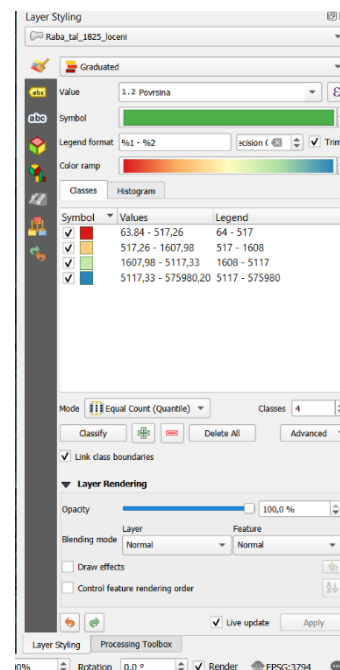 Layer Styling
Raba_tal_1825_loceni
Graduated
abc Value 1.2 Povrsina ε
abc Symbol
Legend format %1 - %2 Trim
Color ramp
Classes Histogram
Symbol Values Legend
63,84 - 517,26 64 - 517
517,26 - 1607,98 517 - 1608
1607,98 - 5117,33 1608 - 5117
5117,33 - 575980,20 5117 - 575980
Mode Equal Count (Quantile) Classes 4
Classify Delete All Advanced
Link class boundaries
Layer Rendering
Opacity 100,0 %
Layer Feature
Blending mode Normal Normal
Draw effects
Control feature rendering order
Live update Apply
Layer Styling Processing Toolbox
00% Rotation 0,0 ° Render EPSG:3794